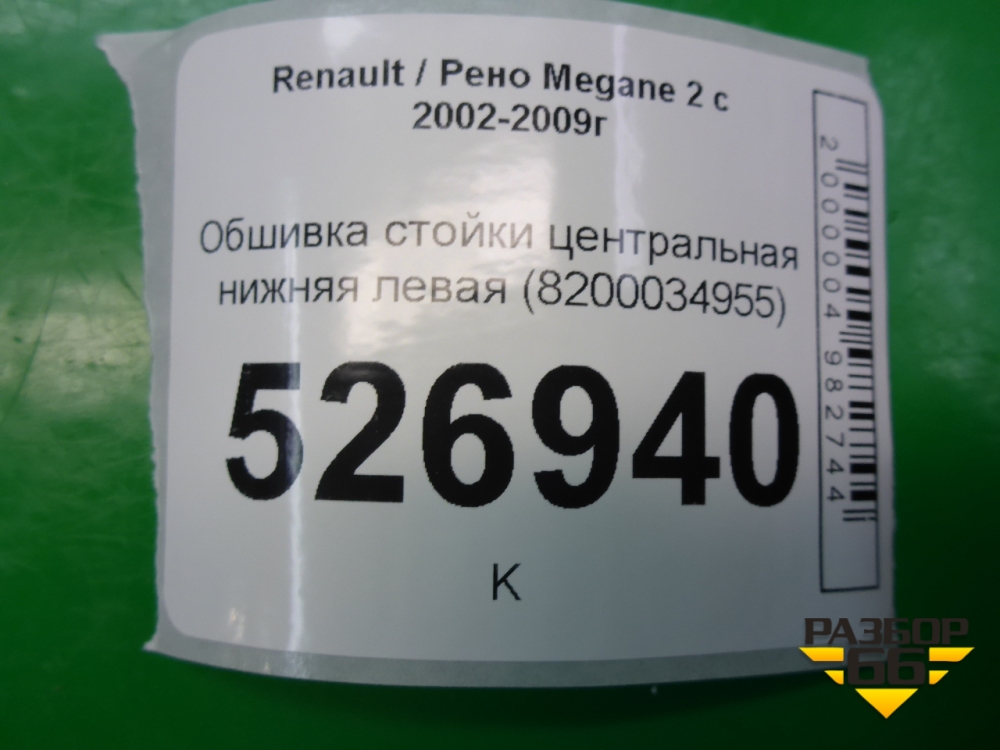 Renault / Рено Megane 2 с
2002-2009г
Обшивка стойки центральная
нижняя левая (8200034955)
526940
К
2000004982744
РАЗБОР
66